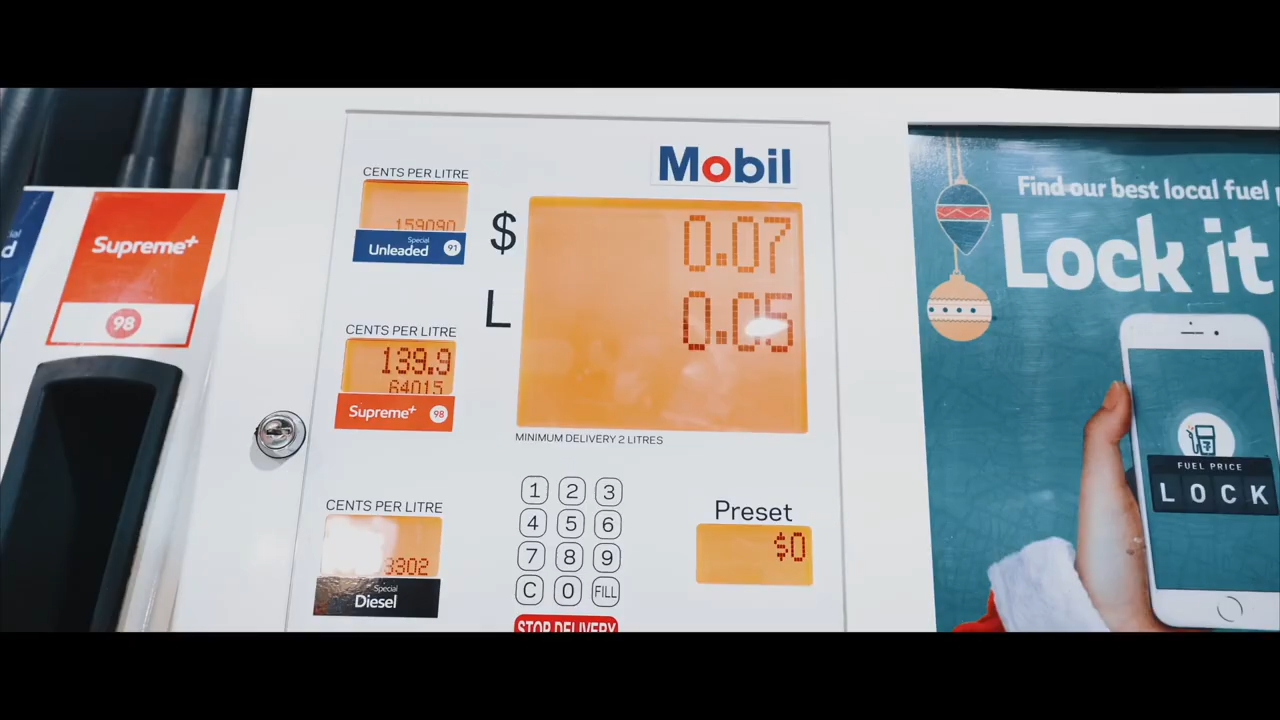 Supreme+
98
d
CENTS PER LITRE
159090
Special
Unleaded 91
CENTS PER LITRE
139.9
64015
Supreme+ 98
CENTS PER LITRE
3302
Special
Diesel
Mobil
$ 0.07
L 0.05
MINIMUM DELIVERY 2 LITRES
1 2 3
4 5 6
7 8 9
C 0 FILL
STOP DELIVERY
Preset
$0
Find our best local fuel
Lock it
FUEL PRICE
LOCK